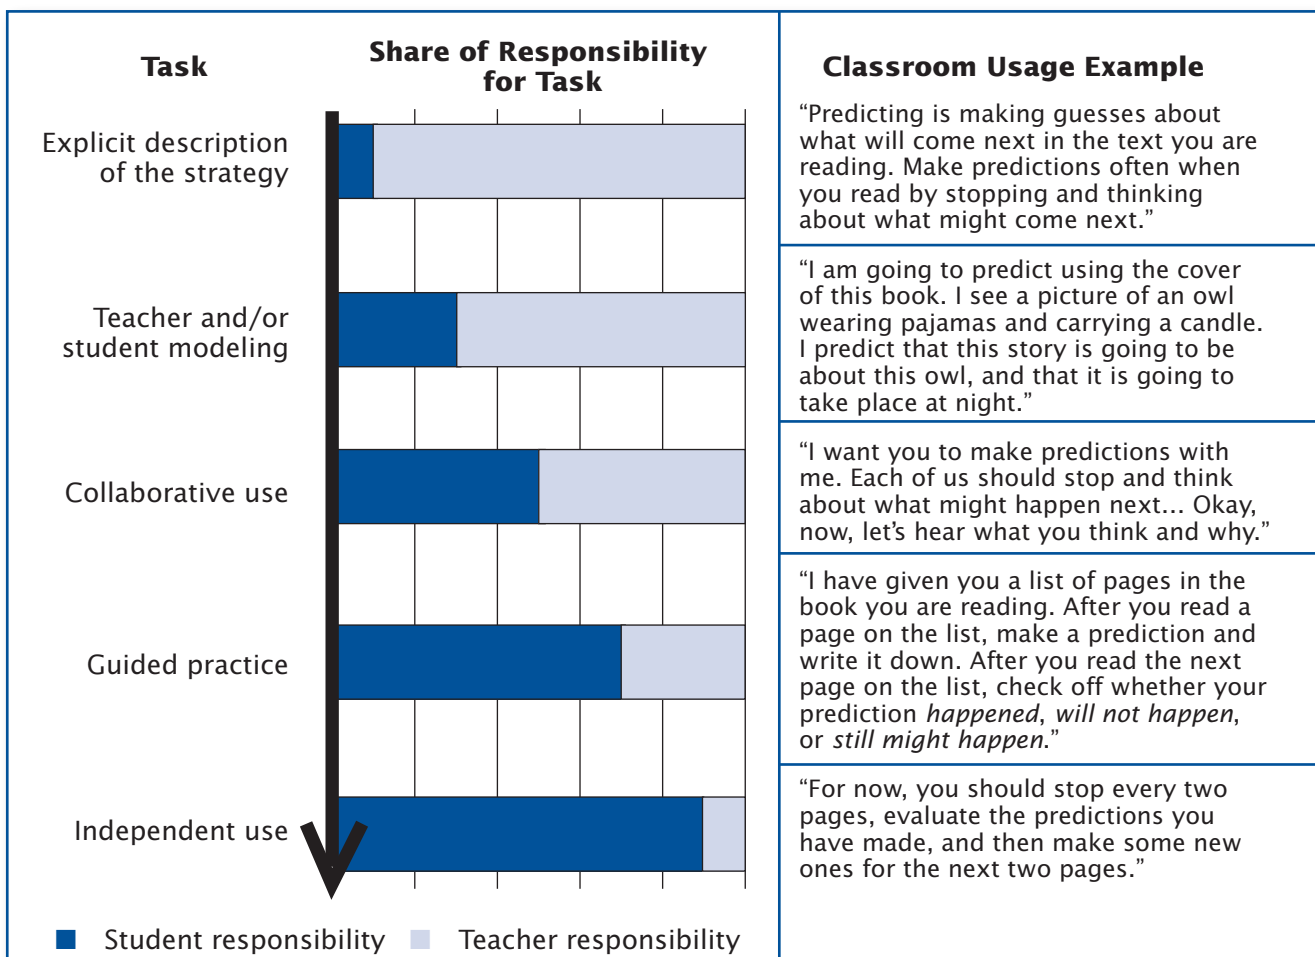 Task
Share of Responsibility
for Task
Classroom Usage Example
Explicit description
of the strategy
“Predicting is making guesses about
what will come next in the text you are
reading. Make predictions often when
you read by stopping and thinking
about what might come next.”
Teacher and/or
student modeling
“I am going to predict using the cover
of this book. I see a picture of an owl
wearing pajamas and carrying a candle.
I predict that this story is going to be
about this owl, and that it is going to
take place at night.”
Collaborative use
“I want you to make predictions with
me. Each of us should stop and think
about what might happen next... Okay,
now, let’s hear what you think and why.”
Guided practice
“I have given you a list of pages in the
book you are reading. After you read a
page on the list, make a prediction and
write it down. After you read the next
page on the list, check off whether your
prediction happened, will not happen,
or still might happen.”
Independent use
“For now, you should stop every two
pages, evaluate the predictions you
have made, and then make some new
ones for the next two pages.”
Student responsibility
Teacher responsibility